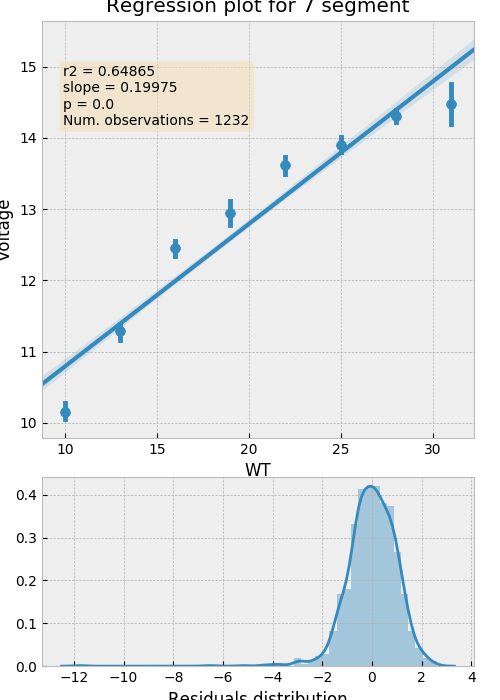 Regression plot for 7 segment
r2 = 0.64865
slope = 0.19975
p = 0.0
Num. observations = 1232
15
14
13
12
11
10
Voltage
10 15 20 25 30
WT
0.4
0.3
0.2
0.1
0.0
−12 −10 −8 −6 −4 −2 0 2 4
Residuals distribution